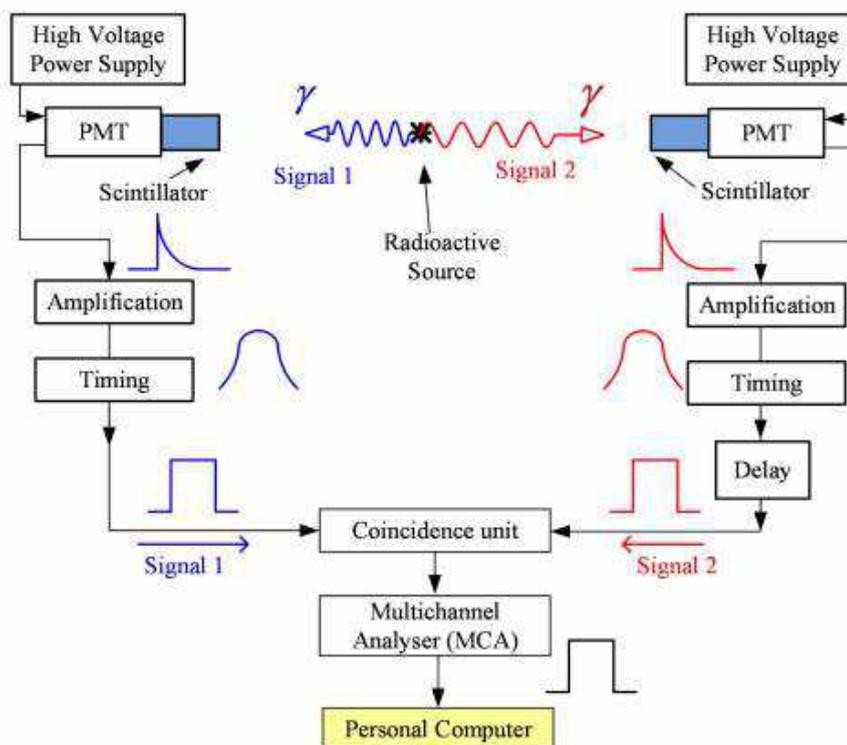 High Voltage
Power Supply
High Voltage
Power Supply
γ
γ
PMT
PMT
Signal 1
Signal 2
Scintillator
Scintillator
Radioactive
Source
Amplification
Amplification
Timing
Timing
Delay
Coincidence unit
Signal 1
Signal 2
Multichannel
Analyser (MCA)
Personal Computer